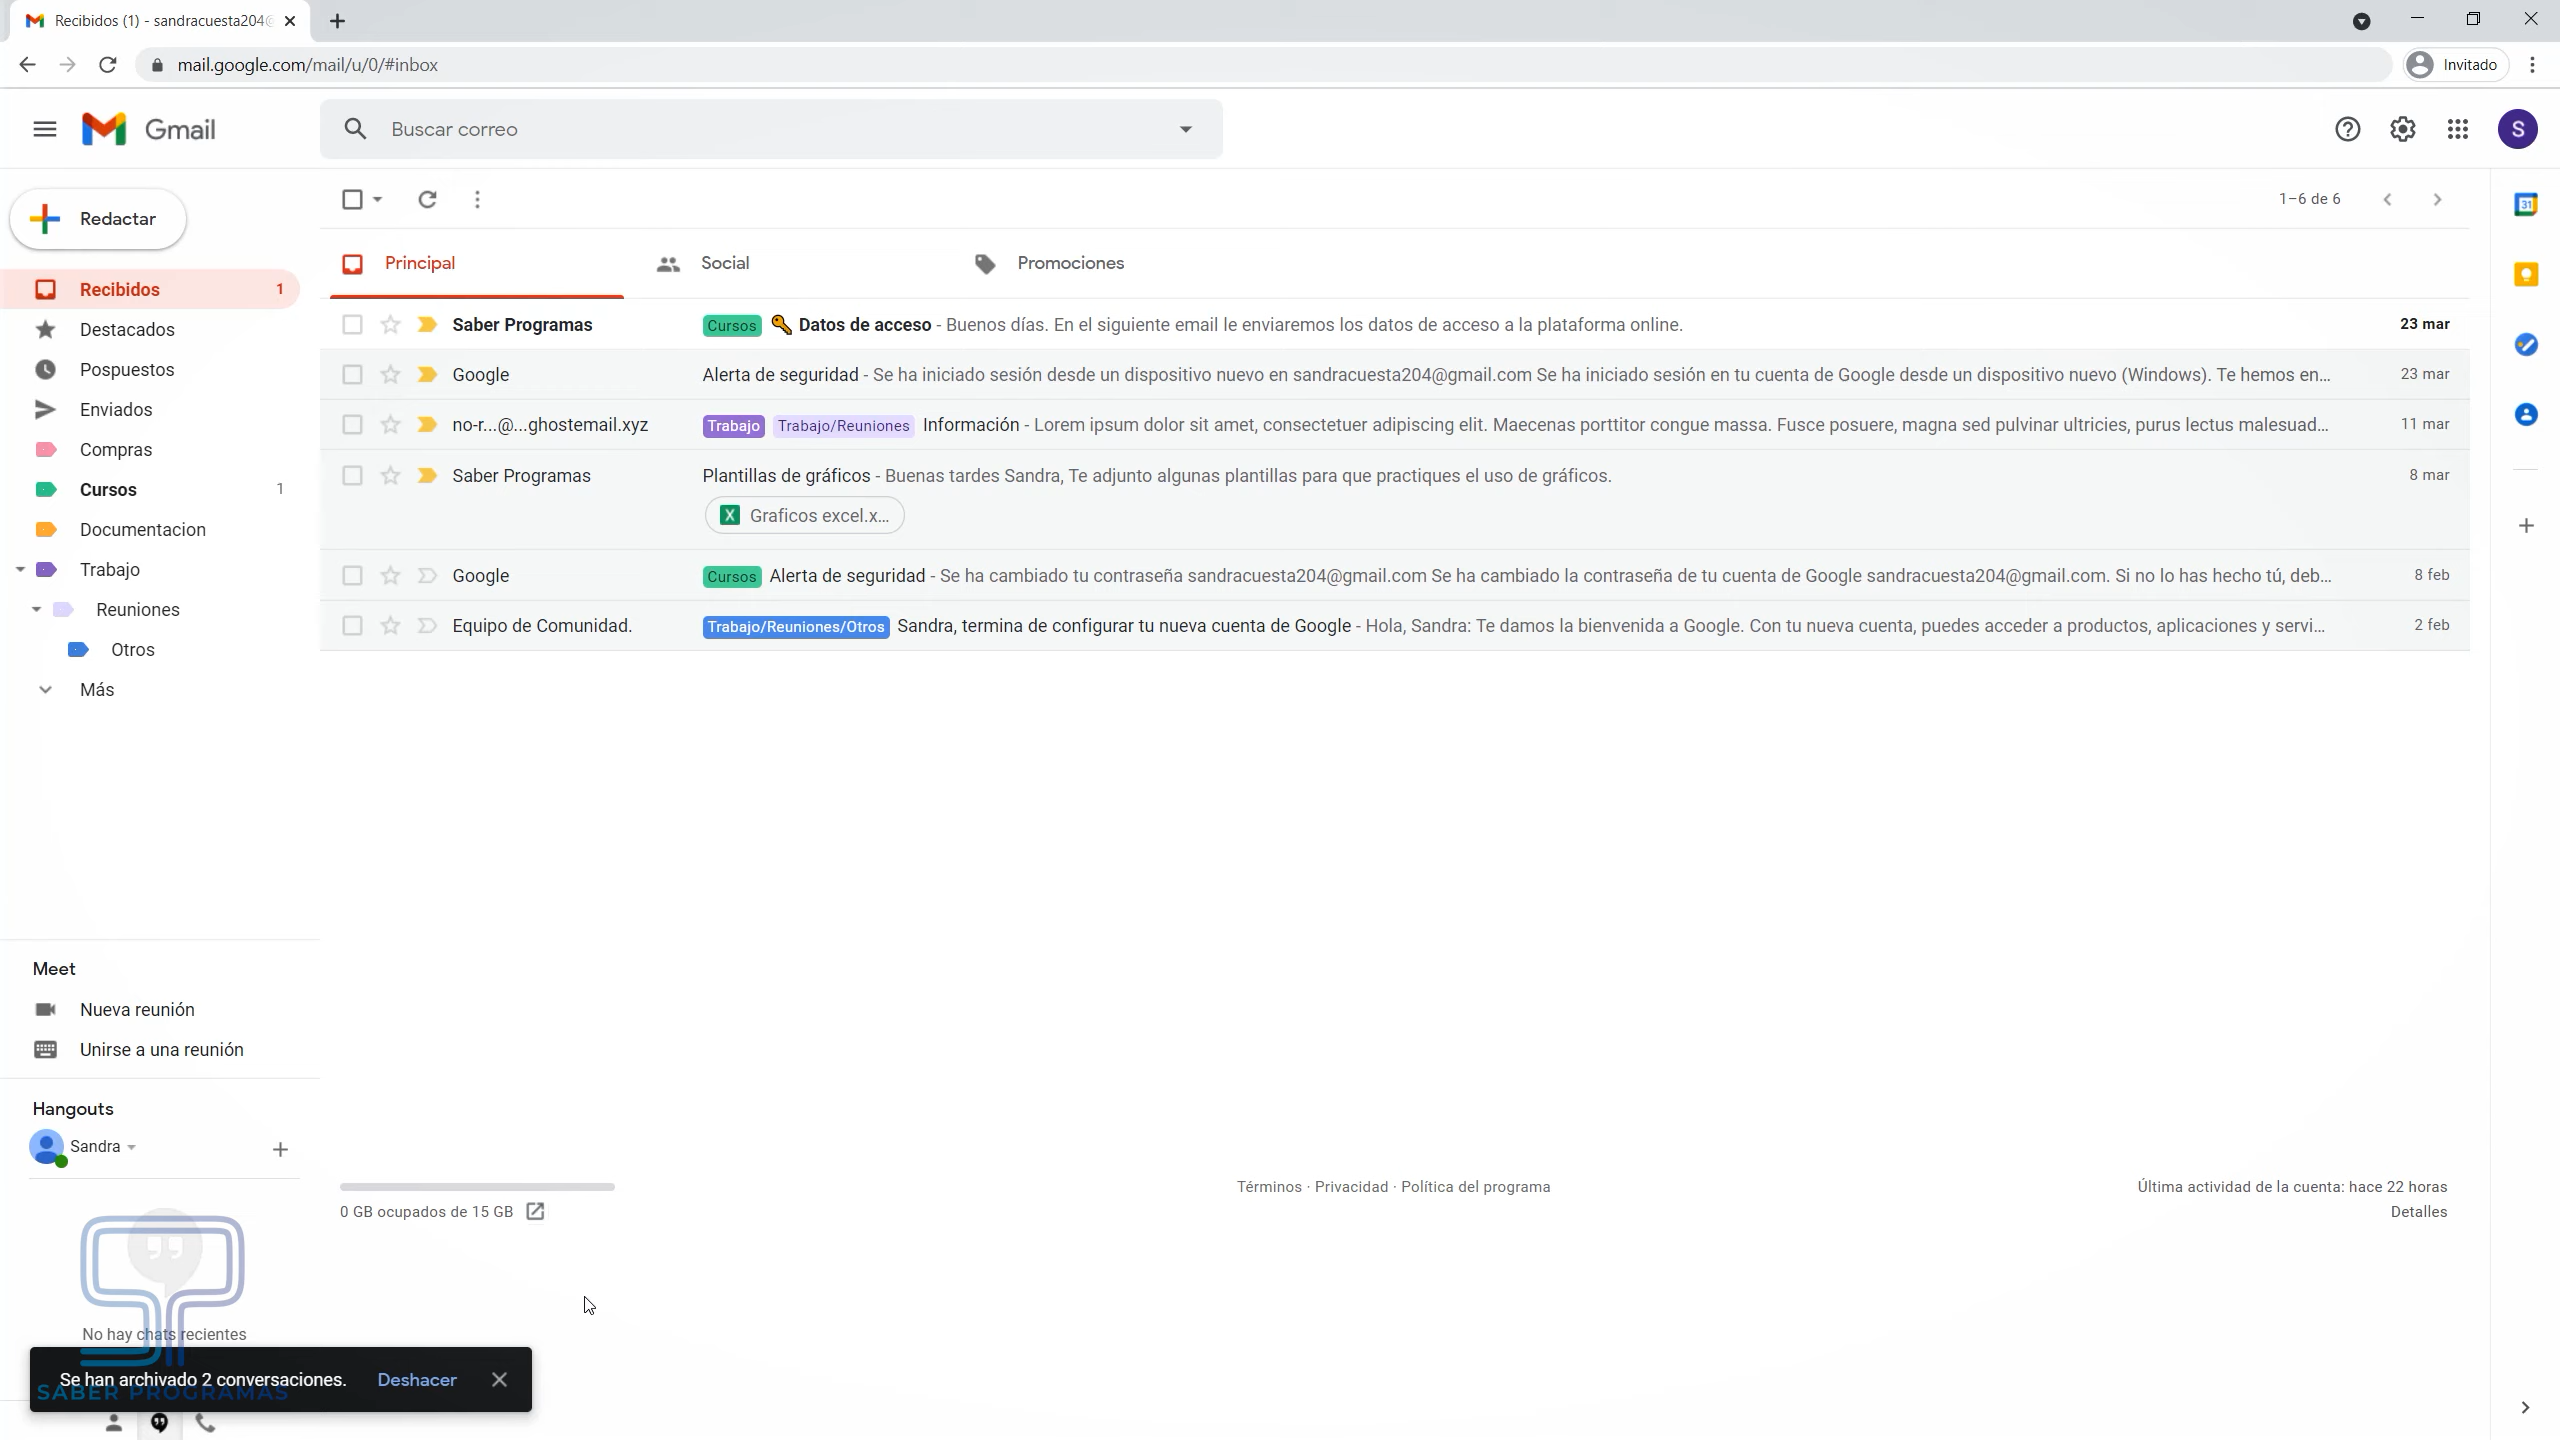 Recibidos (1) - sandracuesta204@
mail.google.com/mail/u/0/#inbox
Invitado
Gmail
Buscar correo
S
Redactar
1–6 de 6
31
Principal
Social
Promociones
Recibidos 1
Destacados
Pospuestos
Enviados
Compras
Cursos 1
Documentacion
Trabajo
Reuniones
Otros
Más
Saber Programas Cursos 🔑 Datos de acceso - Buenos días. En el siguiente email le enviaremos los datos de acceso a la plataforma online. 23 mar
Google Alerta de seguridad - Se ha iniciado sesión desde un dispositivo nuevo en sandracuesta204@gmail.com Se ha iniciado sesión en tu cuenta de Google desde un dispositivo nuevo (Windows). Te hemos en... 23 mar
no-r...@...ghostemail.xyz Trabajo Trabajo/Reuniones Información - Lorem ipsum dolor sit amet, consectetuer adipiscing elit. Maecenas porttitor congue massa. Fusce posuere, magna sed pulvinar ultricies, purus lectus malesuad... 11 mar
Saber Programas Plantillas de gráficos - Buenas tardes Sandra, Te adjunto algunas plantillas para que practiques el uso de gráficos. 8 mar
X Graficos excel.x...
Google Cursos Alerta de seguridad - Se ha cambiado tu contraseña sandracuesta204@gmail.com Se ha cambiado la contraseña de tu cuenta de Google sandracuesta204@gmail.com. Si no lo has hecho tú, deb... 8 feb
Equipo de Comunidad. Trabajo/Reuniones/Otros Sandra, termina de configurar tu nueva cuenta de Google - Hola, Sandra: Te damos la bienvenida a Google. Con tu nueva cuenta, puedes acceder a productos, aplicaciones y servi... 2 feb
Meet
Nueva reunión
Unirse a una reunión
Hangouts
Sandra
No hay chats recientes
0 GB ocupados de 15 GB
Términos · Privacidad · Política del programa
Última actividad de la cuenta: hace 22 horas
Detalles
Se han archivado 2 conversaciones. Deshacer
SABER PROGRAMAS